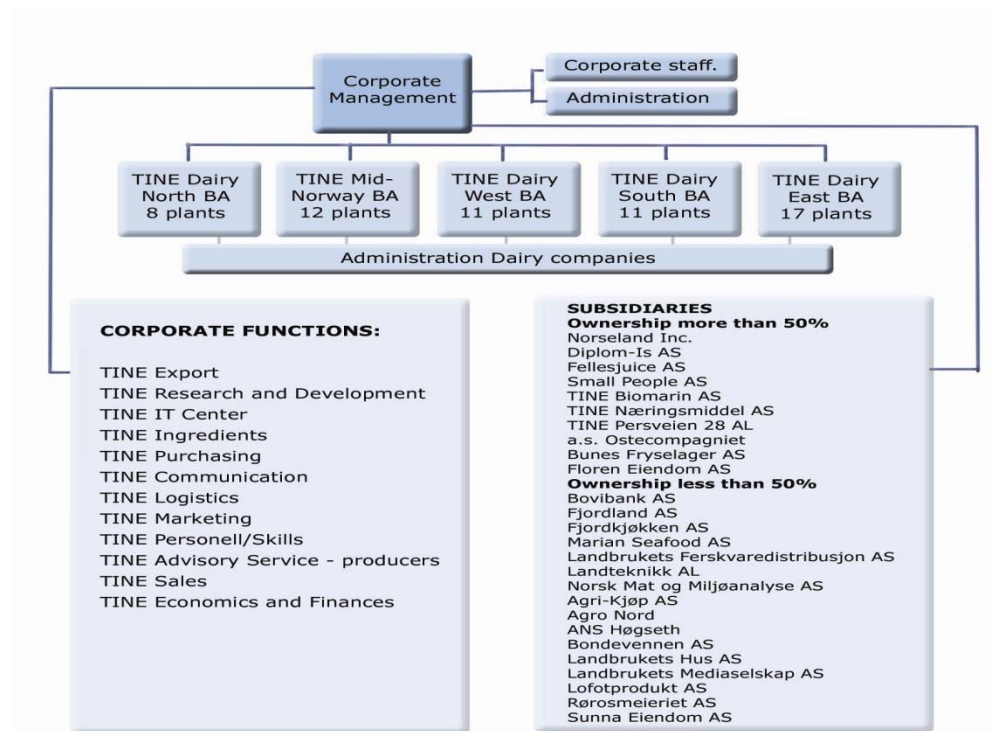 Corporate
Management
Corporate staff.
Administration
TINE Dairy
North BA
8 plants
TINE Mid-
Norway BA
12 plants
TINE Dairy
West BA
11 plants
TINE Dairy
South BA
11 plants
TINE Dairy
East BA
17 plants
Administration Dairy companies
CORPORATE FUNCTIONS:
TINE Export
TINE Research and Development
TINE IT Center
TINE Ingredients
TINE Purchasing
TINE Communication
TINE Logistics
TINE Marketing
TINE Personell/Skills
TINE Advisory Service - producers
TINE Sales
TINE Economics and Finances
SUBSIDIARIES
Ownership more than 50%
Norseland Inc.
Diplom-Is AS
Fellesjuice AS
Small People AS
TINE Biomarin AS
TINE Næringsmiddel AS
TINE Persveien 28 AL
a.s. Ostecompagniet
Bunes Fryselager AS
Floren Eiendom AS
Ownership less than 50%
Bovibank AS
Fjordland AS
Fjordkjøkken AS
Marian Seafood AS
Landbrukets Ferskvaredistribusjon AS
Landteknikk AL
Norsk Mat og Miljøanalyse AS
Agri-Kjøp AS
Agro Nord
ANS Høgseth
Bondevennen AS
Landbrukets Hus AS
Landbrukets Mediaselskap AS
Lofotprodukt AS
Rørosmeieriet AS
Sunna Eiendom AS